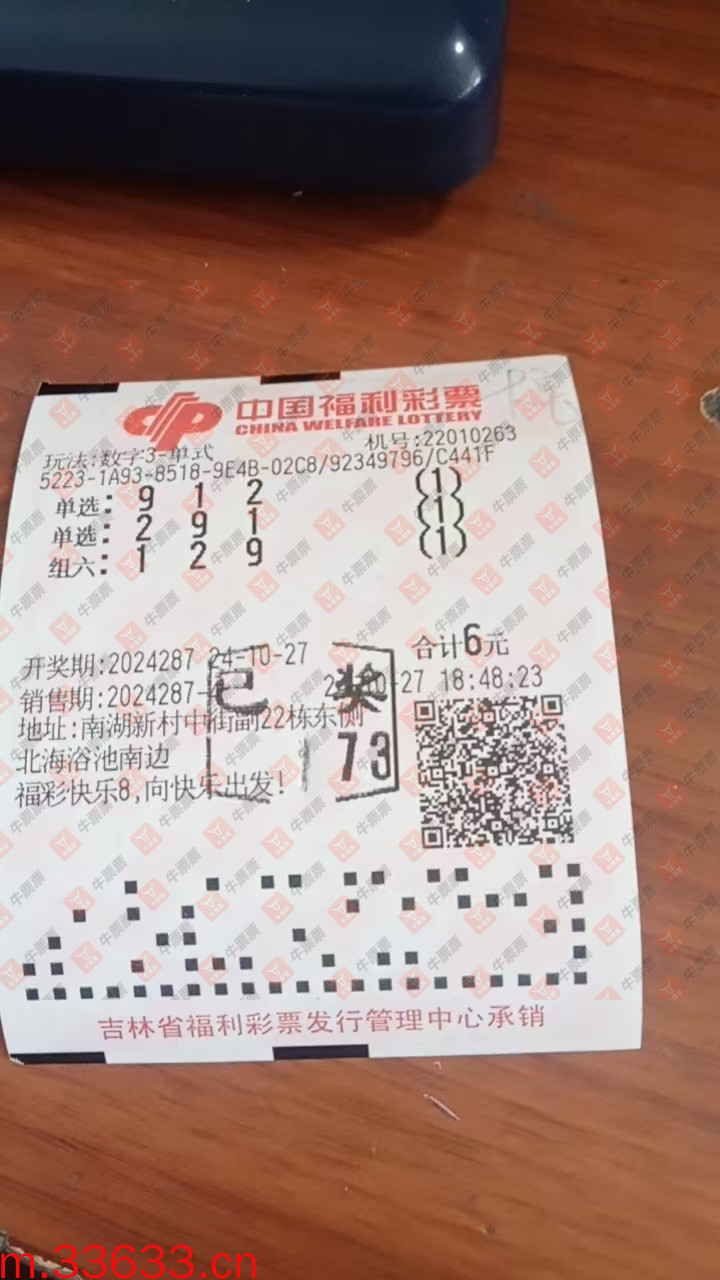 中国福利彩票
CHINA WELFARE LOTTERY
机号:22010263
玩法:数字3-单式
5223-1A93-8518-9E4B-02C8/92349796/C441F
单选: 9 1 2 (1)
单选: 2 9 1 (1)
组六: 1 2 9 (1)
合计6元
开奖期:2024287 24-10-27
销售期:2024287- -27 18:48:23
已 奖
73
地址:南湖新村中街副22栋东侧
北海浴池南边
福彩快乐8,向快乐出发!
吉林省福利彩票发行管理中心承销
牛票票
m.33633.cn